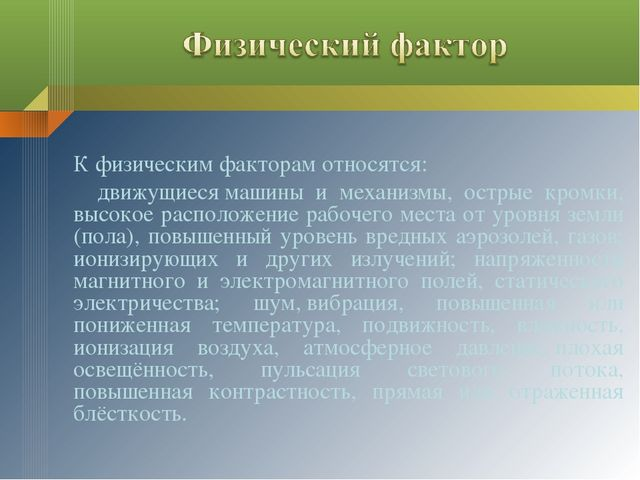 Физический фактор
К физическим факторам относятся:
движущиеся машины и механизмы, острые кромки,
высокое расположение рабочего места от уровня земли
(пола), повышенный уровень вредных аэрозолей, газов;
ионизирующих и других излучений; напряженность
магнитного и электромагнитного полей, статического
электричества; шум, вибрация, повышенная или
пониженная температура, подвижность, влажность,
ионизация воздуха, атмосферное давление, плохая
освещённость, пульсация светового потока,
повышенная контрастность, прямая или отраженная
блёсткость.